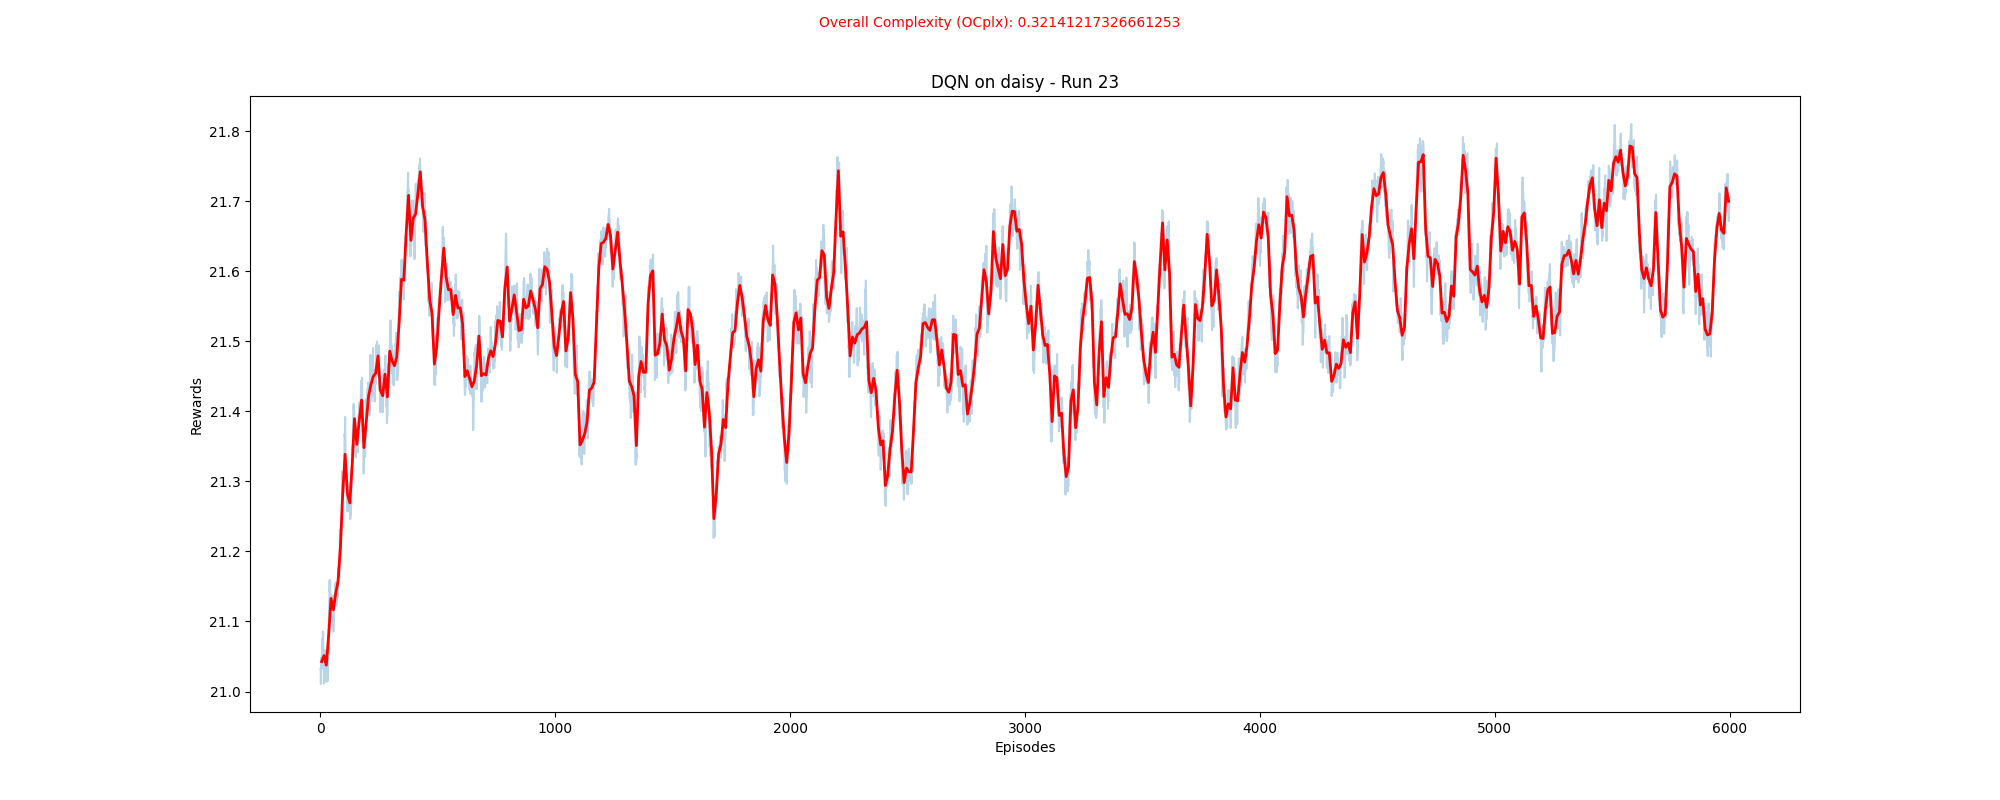 Overall Complexity (OCplx): 0.32141217326661253
DQN on daisy - Run 23
21.8
21.7
21.6
21.5
21.4
21.3
21.2
21.1
21.0
Rewards
0 1000 2000 3000 4000 5000 6000
Episodes